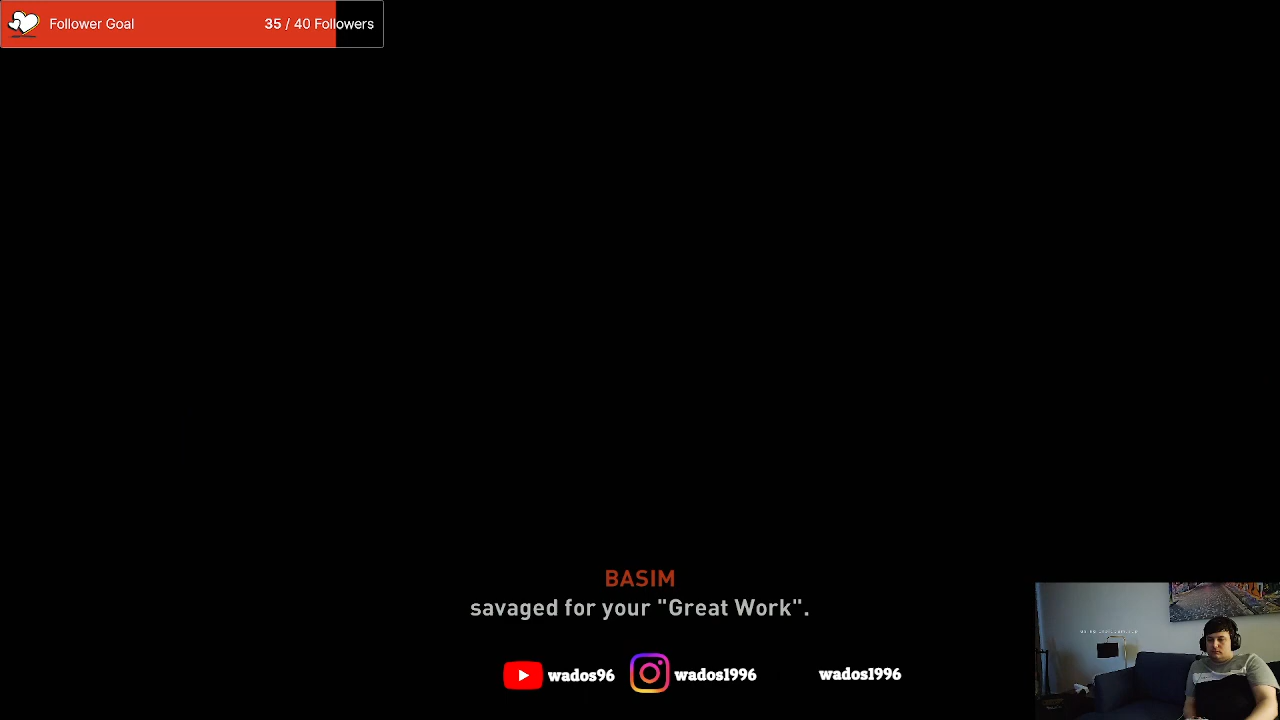 Follower Goal 35 / 40 Followers
BASIM
savaged for your "Great Work".
wados96 wados1996 wados1996